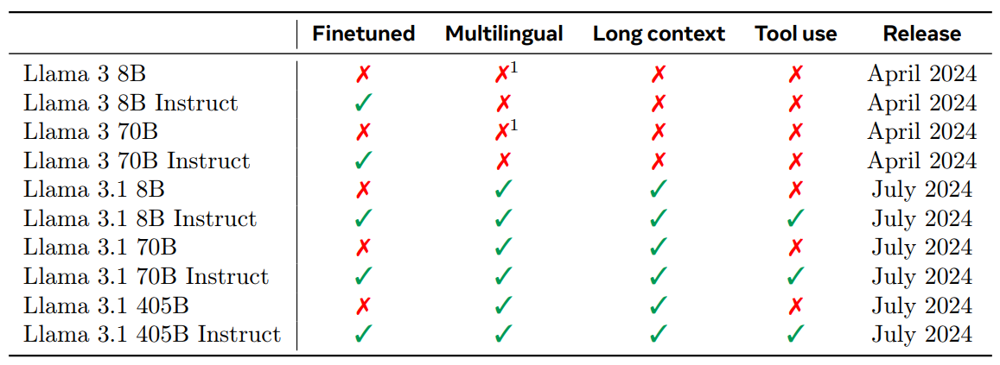 Finetuned Multilingual Long context Tool use Release
Llama 3 8B ✗ ✗¹ ✗ ✗ April 2024
Llama 3 8B Instruct ✓ ✗ ✗ ✗ April 2024
Llama 3 70B ✗ ✗¹ ✗ ✗ April 2024
Llama 3 70B Instruct ✓ ✗ ✗ ✗ April 2024
Llama 3.1 8B ✗ ✓ ✓ ✗ July 2024
Llama 3.1 8B Instruct ✓ ✓ ✓ ✓ July 2024
Llama 3.1 70B ✗ ✓ ✓ ✗ July 2024
Llama 3.1 70B Instruct ✓ ✓ ✓ ✓ July 2024
Llama 3.1 405B ✗ ✓ ✓ ✗ July 2024
Llama 3.1 405B Instruct ✓ ✓ ✓ ✓ July 2024